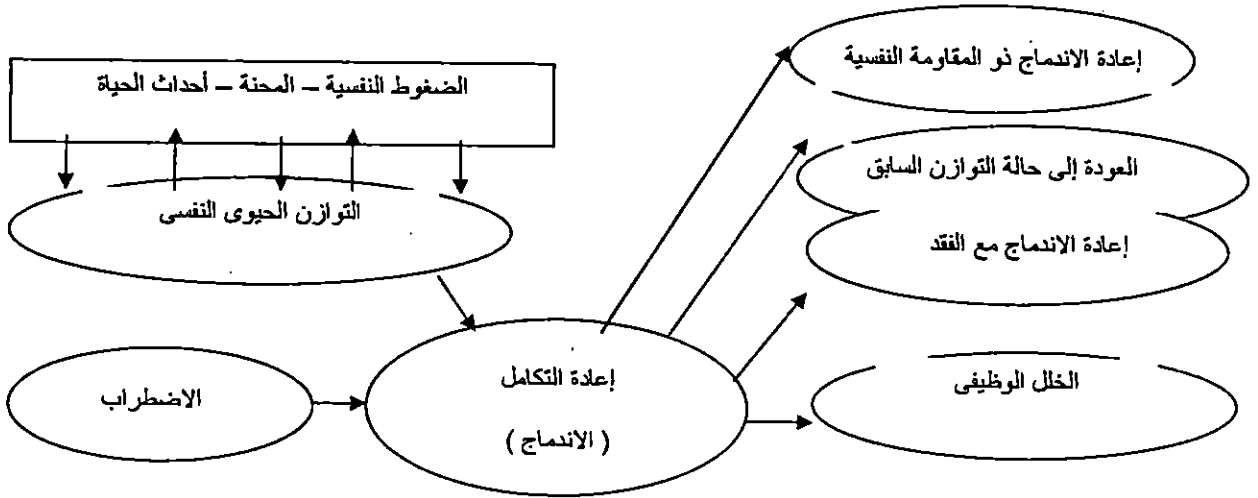 إعادة الاندماج ذو المقاومة النفسية
الضغوط النفسية – المحنة – أحداث الحياة
العودة إلى حالة التوازن السابق
التوازن الحيوى النفسى
إعادة الاندماج مع الفقد
إعادة التكامل
( الاندماج )
الاضطراب
الخلل الوظيفى